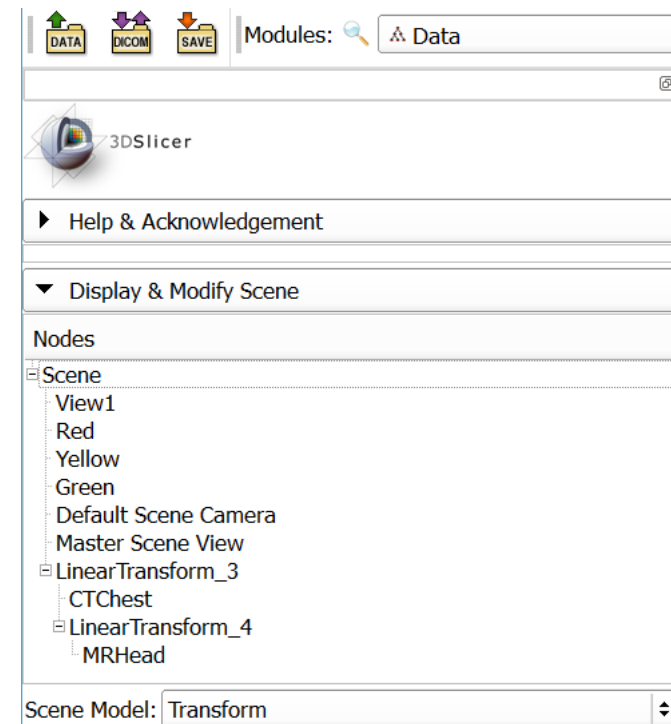 DATA DICOM SAVE Modules: Data
3DSlicer
Help & Acknowledgement
Display & Modify Scene
Nodes
Scene
View1
Red
Yellow
Green
Default Scene Camera
Master Scene View
LinearTransform_3
CTChest
LinearTransform_4
MRHead
Scene Model: Transform